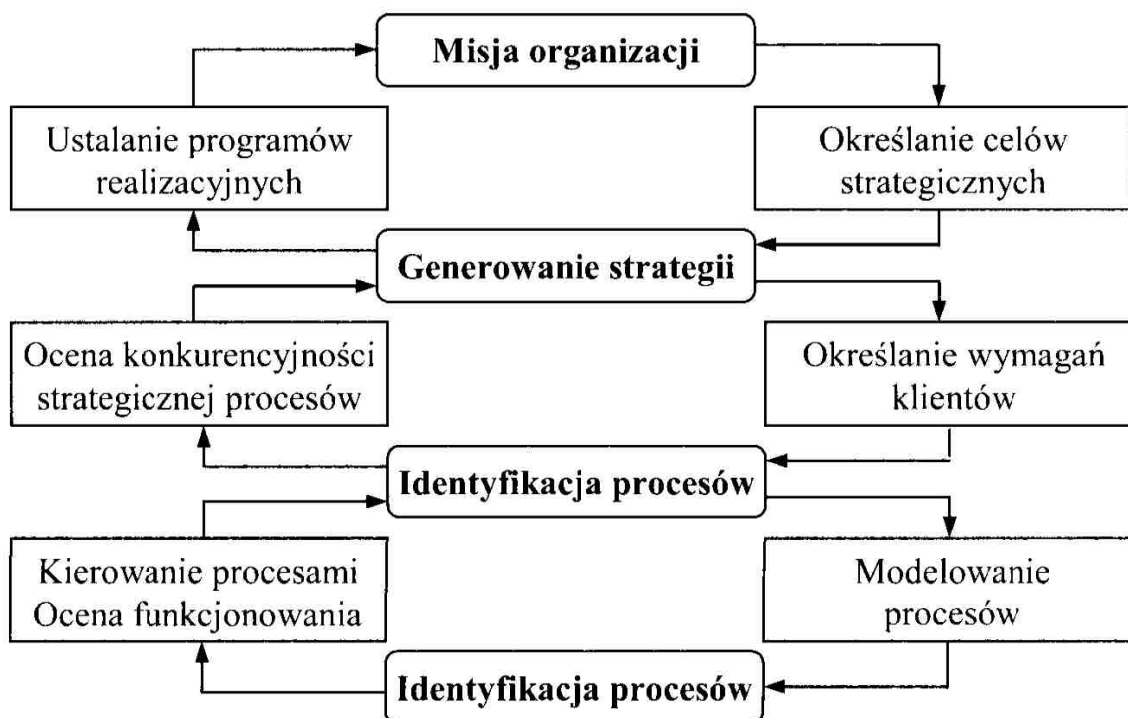 Misja organizacji
Ustalanie programów
realizacyjnych
Określanie celów
strategicznych
Generowanie strategii
Ocena konkurencyjności
strategicznej procesów
Określanie wymagań
klientów
Identyfikacja procesów
Kierowanie procesami
Ocena funkcjonowania
Modelowanie
procesów
Identyfikacja procesów